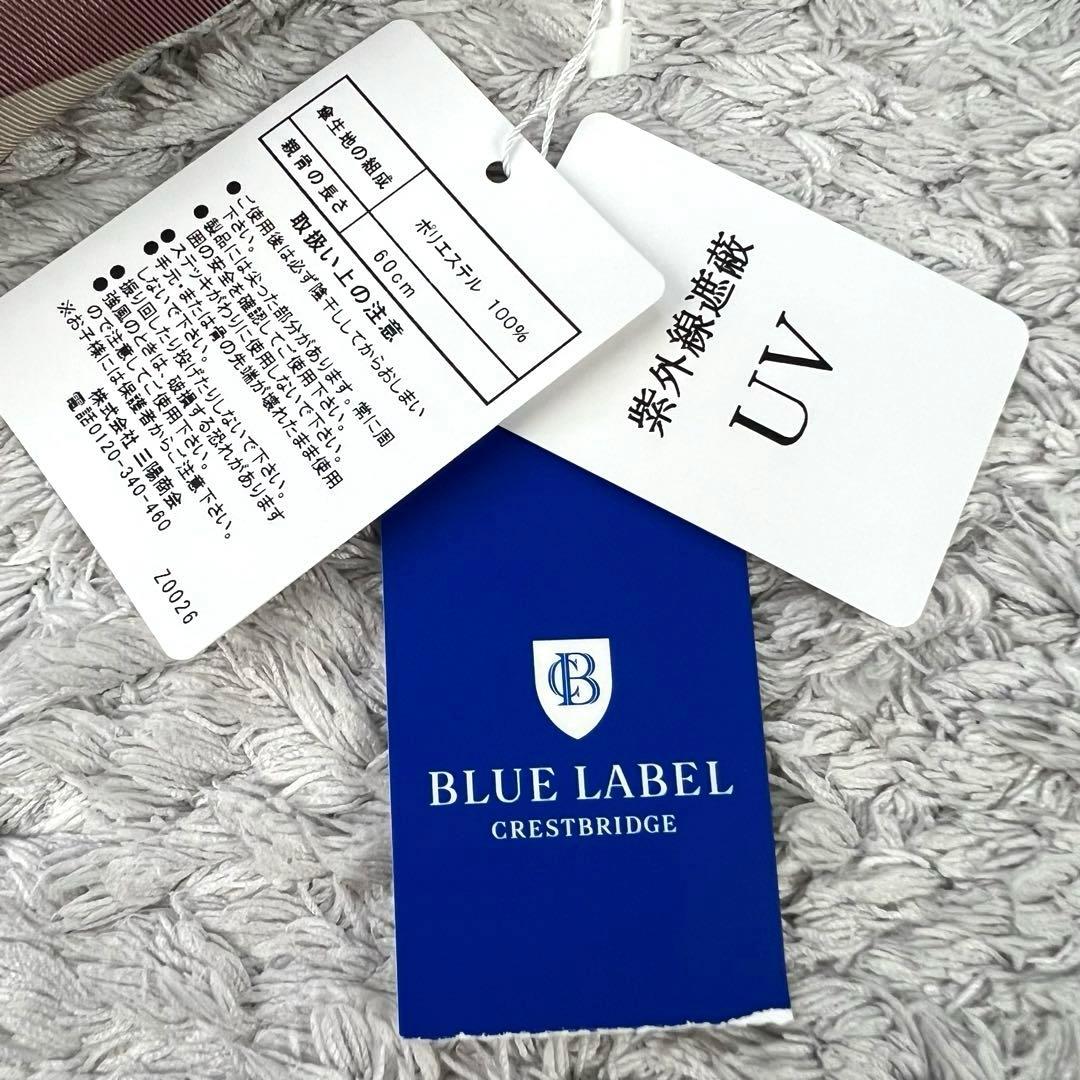 傘生地の組成 ポリエステル 100%
親骨の長さ 60cm
取扱い上の注意
●ご使用後は必ず陰干ししてからおしまい
下さい。
●製品には尖った部分があります。常に周
囲の安全を確認してご使用下さい。
●ステッキがわりに使用しないで下さい。
●手元、または骨の先端が壊れたまま使用
しないで下さい。
●振り回したり投げたりしないで下さい。
●強風のときは、破損する恐れがあります
ので注意してご使用下さい。
※お子様には保護者からご注意下さい。
株式会社 三陽商会
電話0120-340-460
Z0026
紫外線遮蔽
UV
CB
BLUE LABEL
CRESTBRIDGE